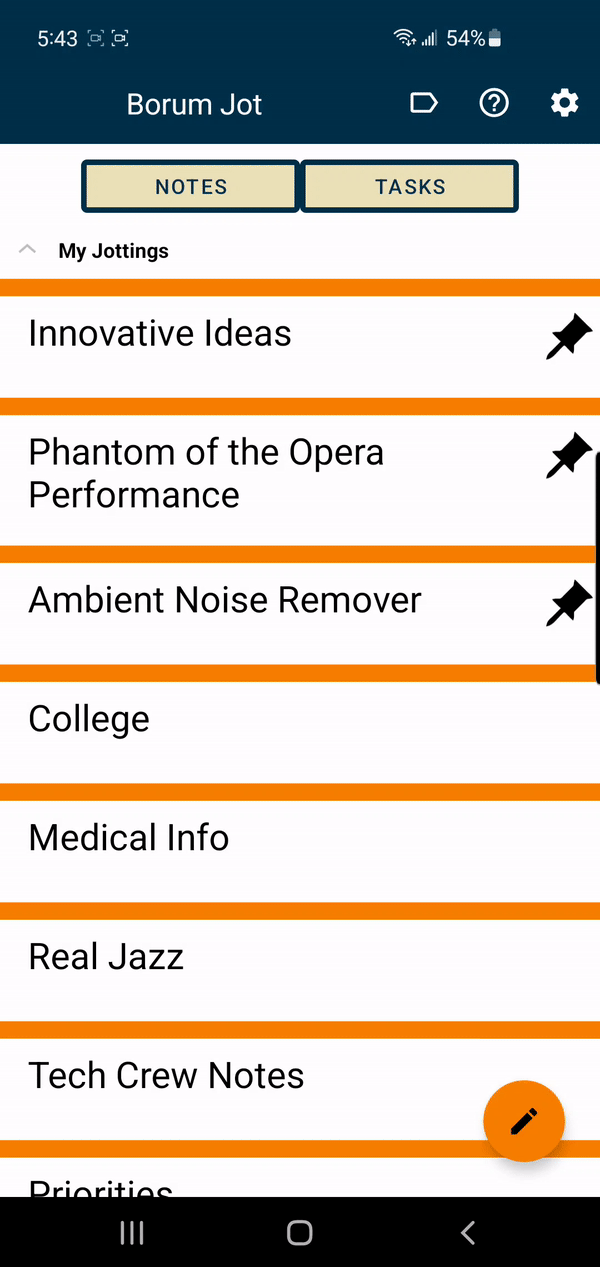 5:43
54%
Borum Jot
NOTES
TASKS
My Jottings
Innovative Ideas
Phantom of the Opera
Performance
Ambient Noise Remover
College
Medical Info
Real Jazz
Tech Crew Notes
Priorities